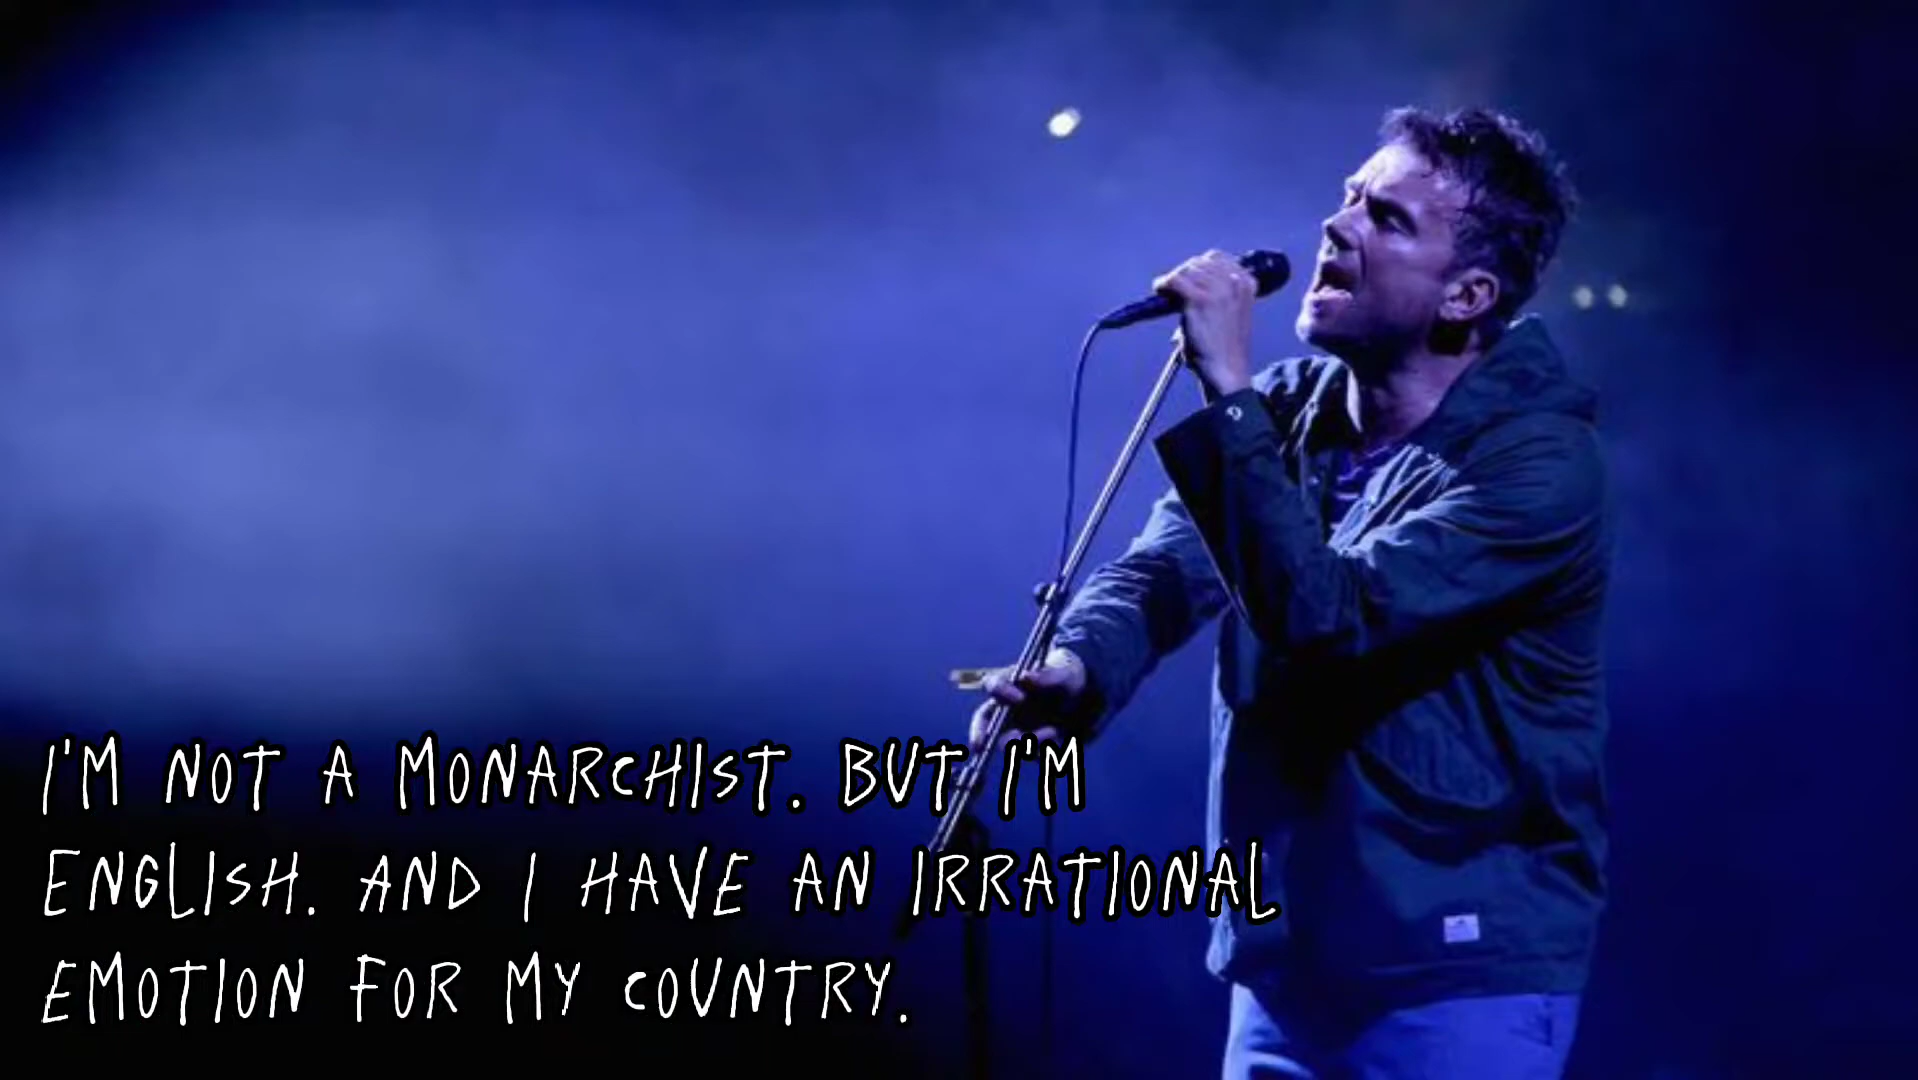 I'M NOT A MONARCHIST. BUT I'M
ENGLISH. AND I HAVE AN IRRATIONAL
EMOTION FOR MY COUNTRY.